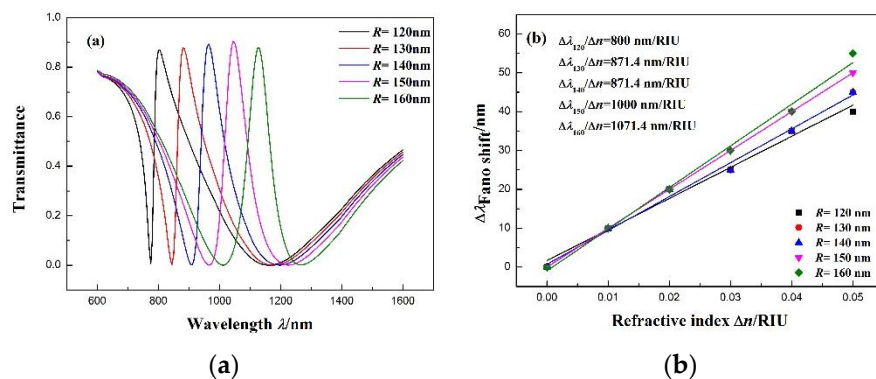 (a)
R= 120nm
R= 130nm
R= 140nm
R= 150nm
R= 160nm
1.0
0.8
0.6
0.4
0.2
0.0
Transmittance
600 800 1000 1200 1400 1600
Wavelength λ/nm
(a)
(b)
Δλ120/Δn=800 nm/RIU
Δλ130/Δn=871.4 nm/RIU
Δλ140/Δn=871.4 nm/RIU
Δλ150/Δn=1000 nm/RIU
Δλ160/Δn=1071.4 nm/RIU
60
50
40
30
20
10
0
ΔλFano shift/nm
R= 120 nm
R= 130 nm
R= 140 nm
R= 150 nm
R= 160 nm
0.00 0.01 0.02 0.03 0.04 0.05
Refractive index Δn/RIU
(b)